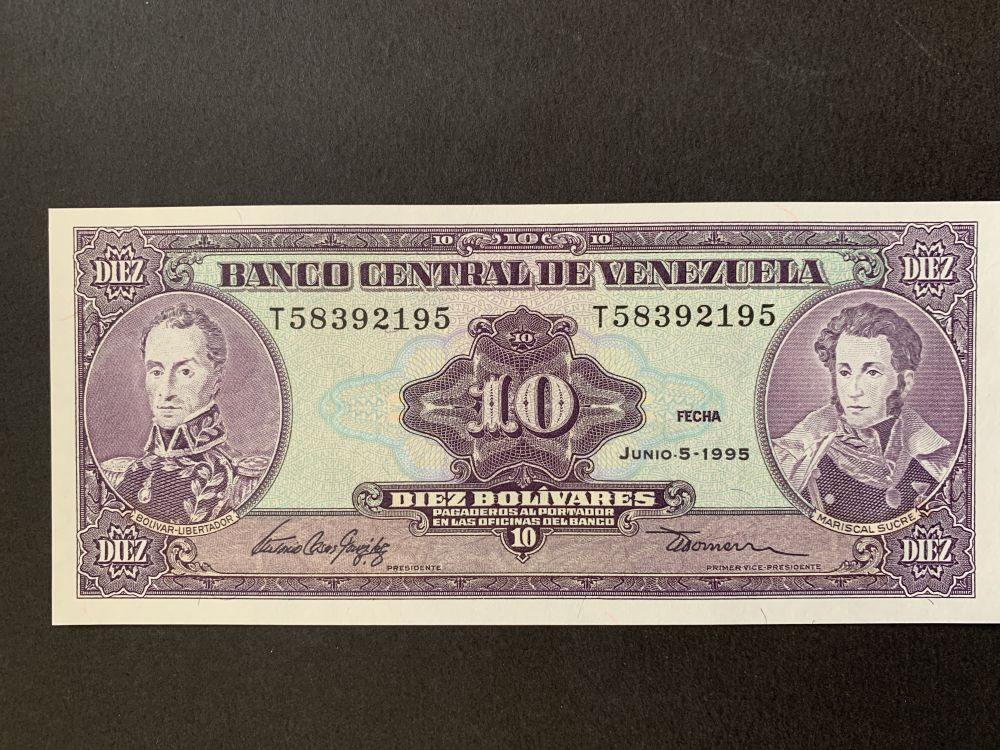 10 10 10
DIEZ BANCO CENTRAL DE VENEZUELA DIEZ
T58392195 T58392195
10
10
FECHA
JUNIO-5-1995
DIEZ BOLÍVARES
PAGADEROS AL PORTADOR
EN LAS OFICINAS DEL BANCO
BOLIVAR-LIBERTADOR MARISCAL SUCRE
DIEZ 10 DIEZ
PRESIDENTE PRIMER VICE-PRESIDENTE